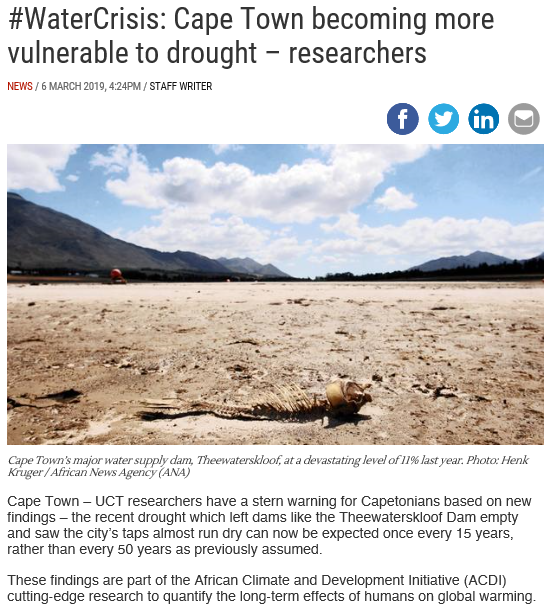 #WaterCrisis: Cape Town becoming more
vulnerable to drought – researchers
NEWS / 6 MARCH 2019, 4:24PM / STAFF WRITER
Cape Town's major water supply dam, Theewaterskloof, at a devastating level of 11% last year. Photo: Henk
Kruger / African News Agency (ANA)
Cape Town – UCT researchers have a stern warning for Capetonians based on new
findings – the recent drought which left dams like the Theewaterskloof Dam empty
and saw the city's taps almost run dry can now be expected once every 15 years,
rather than every 50 years as previously assumed.
These findings are part of the African Climate and Development Initiative (ACDI)
cutting-edge research to quantify the long-term effects of humans on global warming.